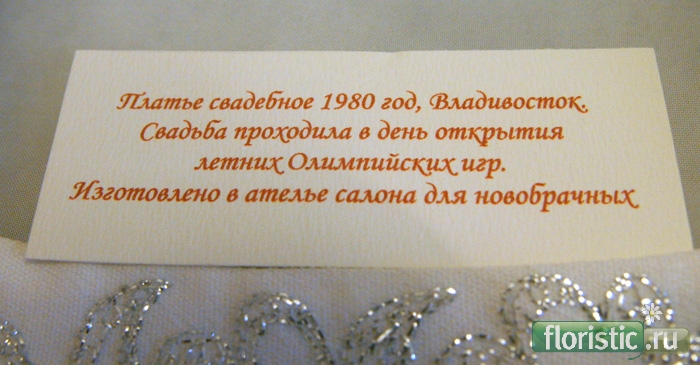 Платье свадебное 1980 год, Владивосток.
Свадьба проходила в день открытия
летних Олимпийских игр.
Изготовлено в ателье салона для новобрачных
floristic.ru